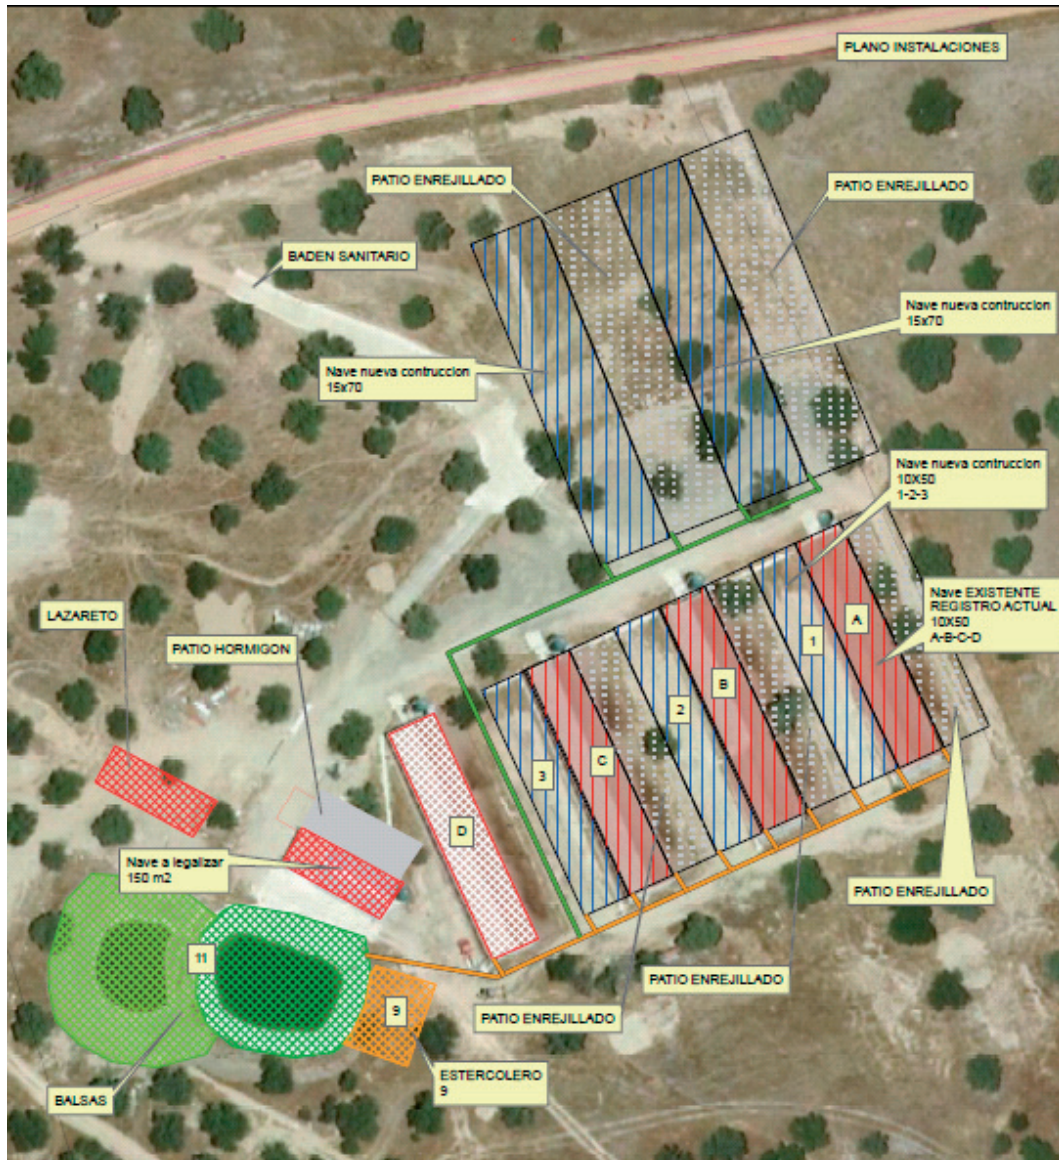 PLANO INSTALACIONES
PATIO ENREJILLADO
PATIO ENREJILLADO
BADEN SANITARIO
Nave nueva contruccion
15x70
Nave nueva contruccion
15x70
Nave nueva contruccion
10X50
1-2-3
Nave EXISTENTE
REGISTRO ACTUAL
10X50
A-B-C-D
LAZARETO
PATIO HORMIGON
A
1
B
2
C
3
D
Nave a legalizar
150 m2
PATIO ENREJILLADO
11
PATIO ENREJILLADO
9
PATIO ENREJILLADO
ESTERCOLERO
9
BALSAS